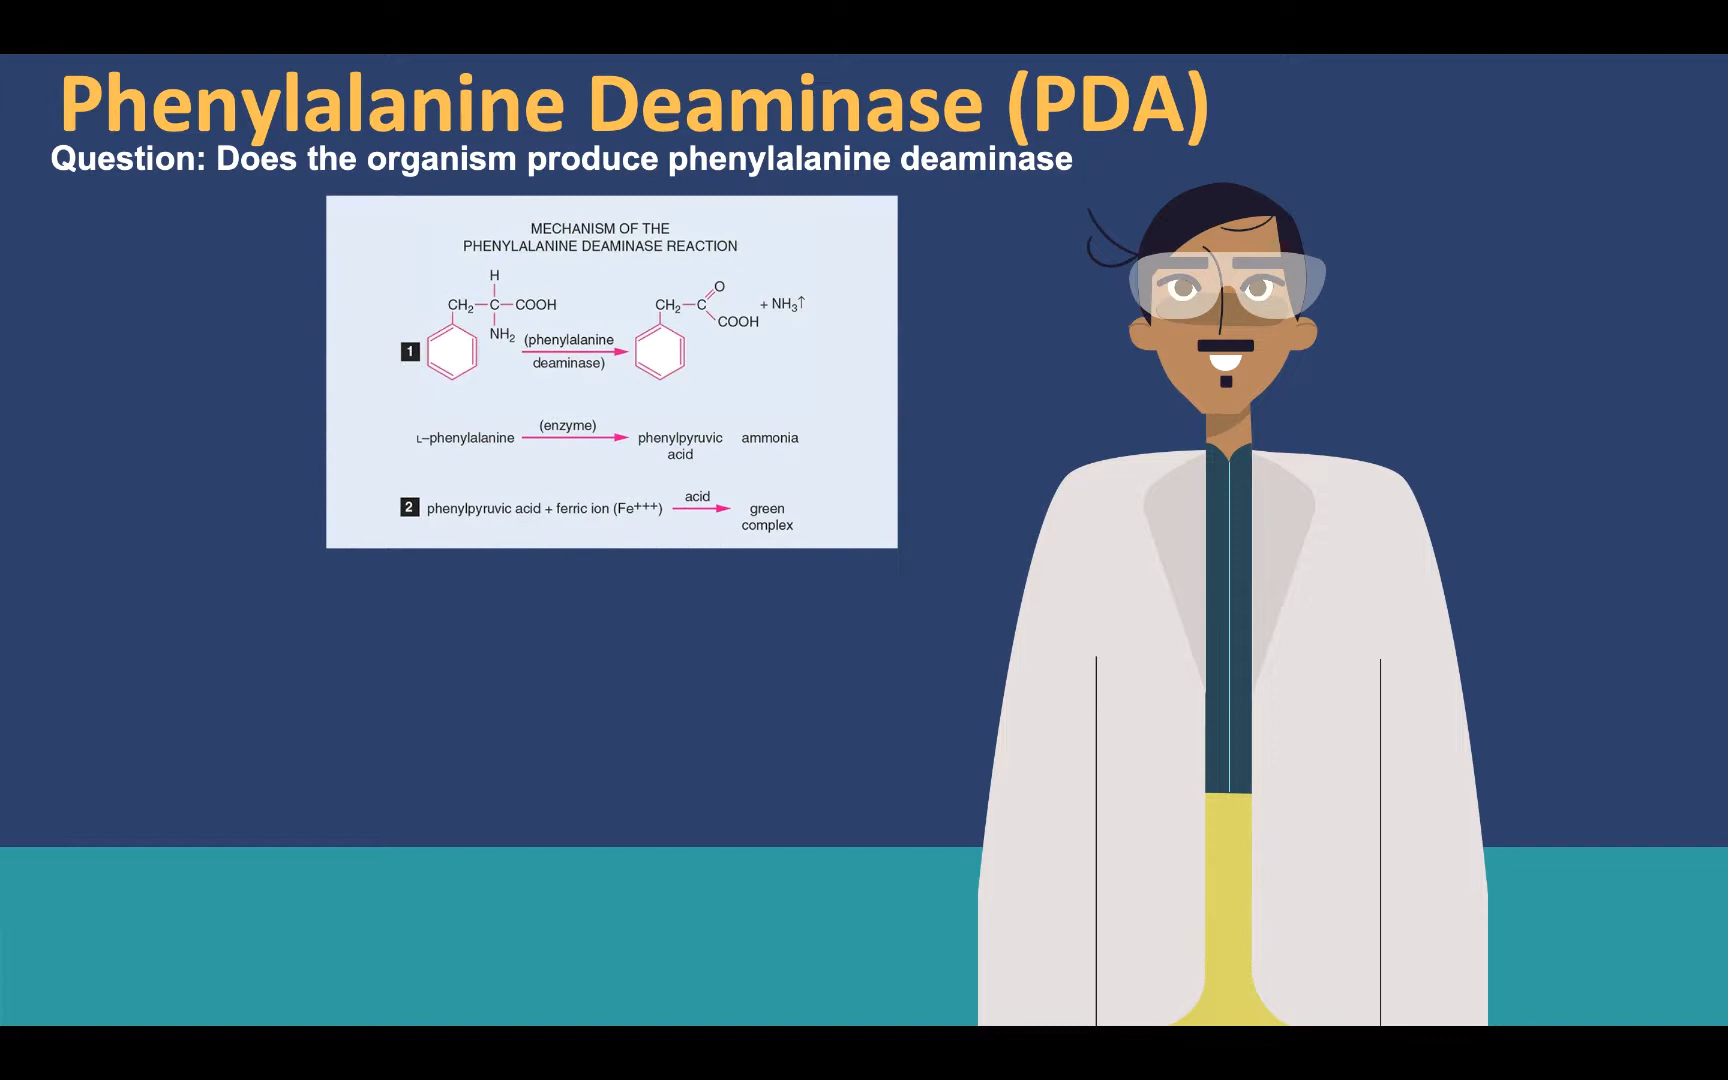 Phenylalanine Deaminase (PDA)
Question: Does the organism produce phenylalanine deaminase
MECHANISM OF THE
PHENYLALANINE DEAMINASE REACTION
H
CH₂—C—COOH
NH₂
O
CH₂—C
COOH
+ NH₃↑
1
(phenylalanine
deaminase)
L–phenylalanine
(enzyme)
phenylpyruvic
acid
ammonia
2
phenylpyruvic acid + ferric ion (Fe⁺⁺⁺)
acid
green
complex